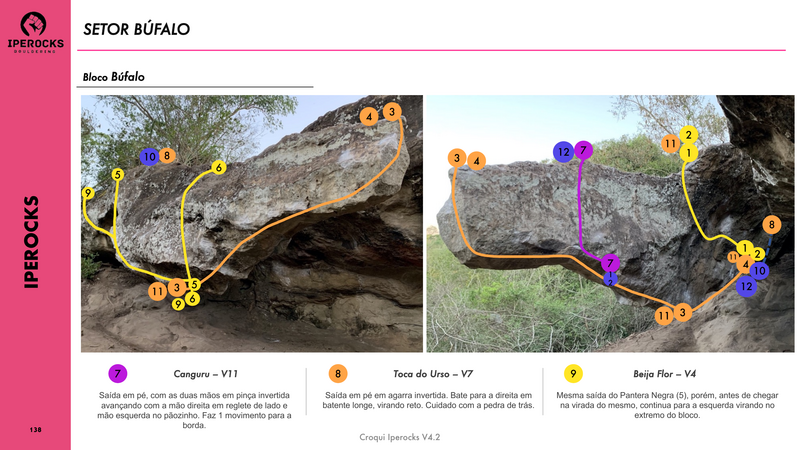 IPEROCKS
BOULDERING
SETOR BÚFALO
Bloco Búfalo
IPEROCKS
138
4
3
10
8
5
6
9
11
3
5
9
6
3
4
12
7
11
2
1
8
7
2
1
2
11
4
10
12
11
3
7
Canguru – V11
Saída em pé, com as duas mãos em pinça invertida
avançando com a mão direita em reglete de lado e
mão esquerda no pãozinho. Faz 1 movimento para a
borda.
8
Toca do Urso – V7
Saída em pé em agarra invertida. Bate para a direita em
batente longe, virando reto. Cuidado com a pedra de trás.
9
Beija Flor – V4
Mesma saída do Pantera Negra (5), porém, antes de chegar
na virada do mesmo, continua para a esquerda virando no
extremo do bloco.
Croqui Iperocks V4.2